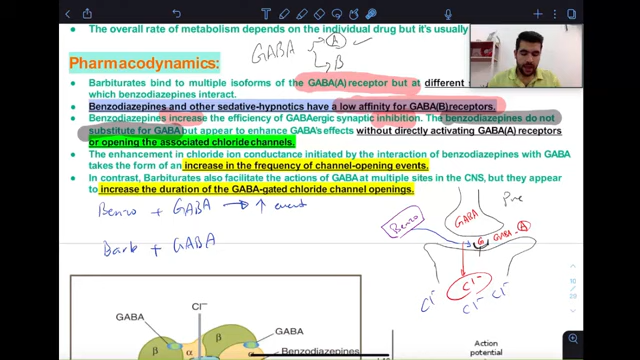 The overall rate of metabolism depends on the individual drug but it's usually
GABA
A
B
Pharmacodynamics:
Barbiturates bind to multiple isoforms of the GABA(A) receptor but at different
which benzodiazepines interact.
Benzodiazepines and other sedative-hypnotics have a low affinity for GABA(B) receptors.
Benzodiazepines increase the efficiency of GABAergic synaptic inhibition. The benzodiazepines do not
substitute for GABA but appear to enhance GABA's effects without directly activating GABA(A) receptors
or opening the associated chloride channels.
The enhancement in chloride ion conductance initiated by the interaction of benzodiazepines with GABA
takes the form of an increase in the frequency of channel-opening events.
In contrast, Barbiturates also facilitate the actions of GABA at multiple sites in the CNS, but they appear
to increase the duration of the GABA-gated chloride channel openings.
Benzo + GABA → ↑ event
Barb + GABA
GABA
Pre
Benzo
G
GABA-A
Cl-
Cl-
Cl-
Cl-
Cl-
GABA
GABA
β
α
β
α
Benzodiazepines
Action
potential